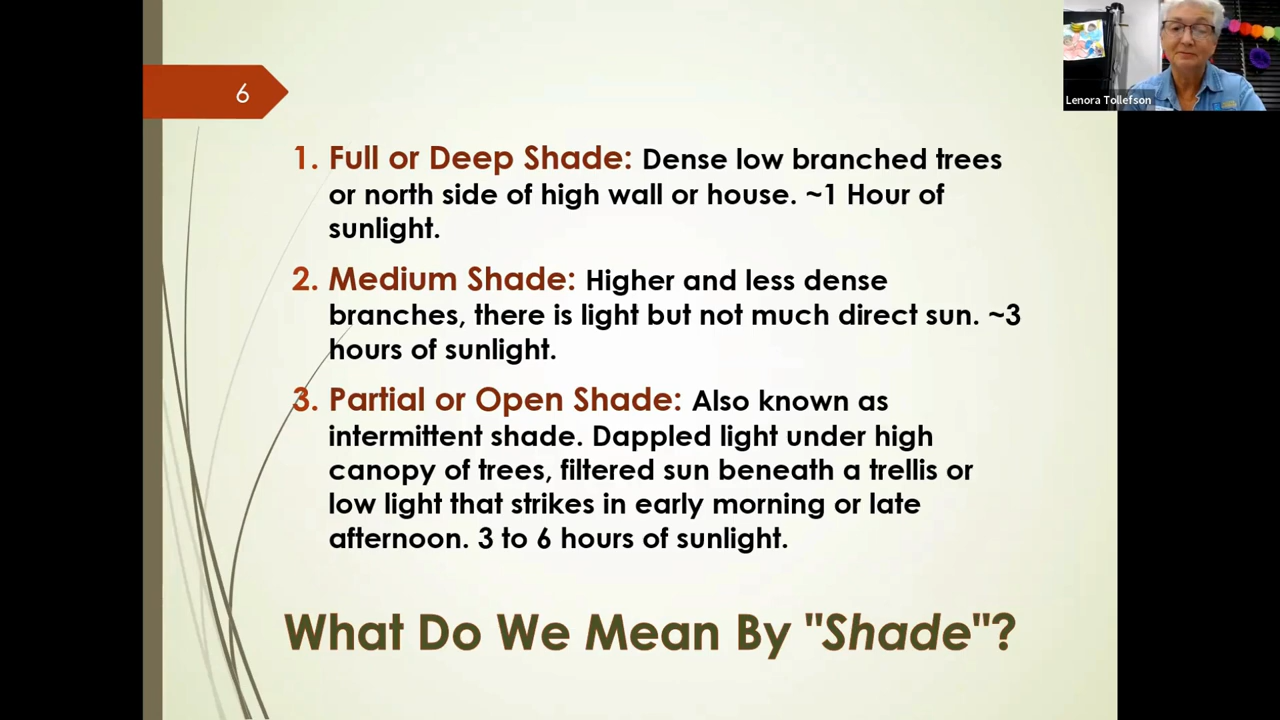 6
Lenora Tollefson
1. Full or Deep Shade: Dense low branched trees
or north side of high wall or house. ~1 Hour of
sunlight.
2. Medium Shade: Higher and less dense
branches, there is light but not much direct sun. ~3
hours of sunlight.
3. Partial or Open Shade: Also known as
intermittent shade. Dappled light under high
canopy of trees, filtered sun beneath a trellis or
low light that strikes in early morning or late
afternoon. 3 to 6 hours of sunlight.
What Do We Mean By "Shade"?